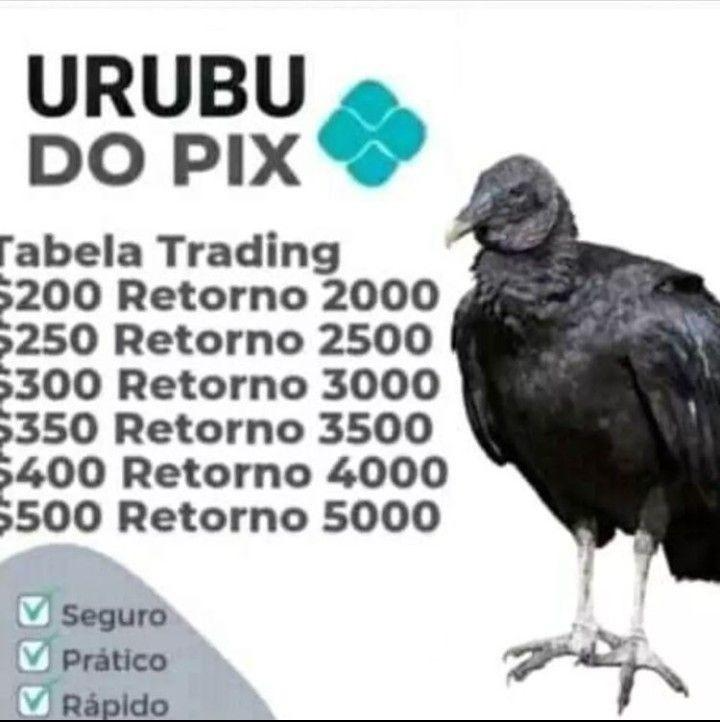 URUBU
DO PIX
Tabela Trading
$200 Retorno 2000
$250 Retorno 2500
$300 Retorno 3000
$350 Retorno 3500
$400 Retorno 4000
$500 Retorno 5000
Seguro
Prático
Rápido